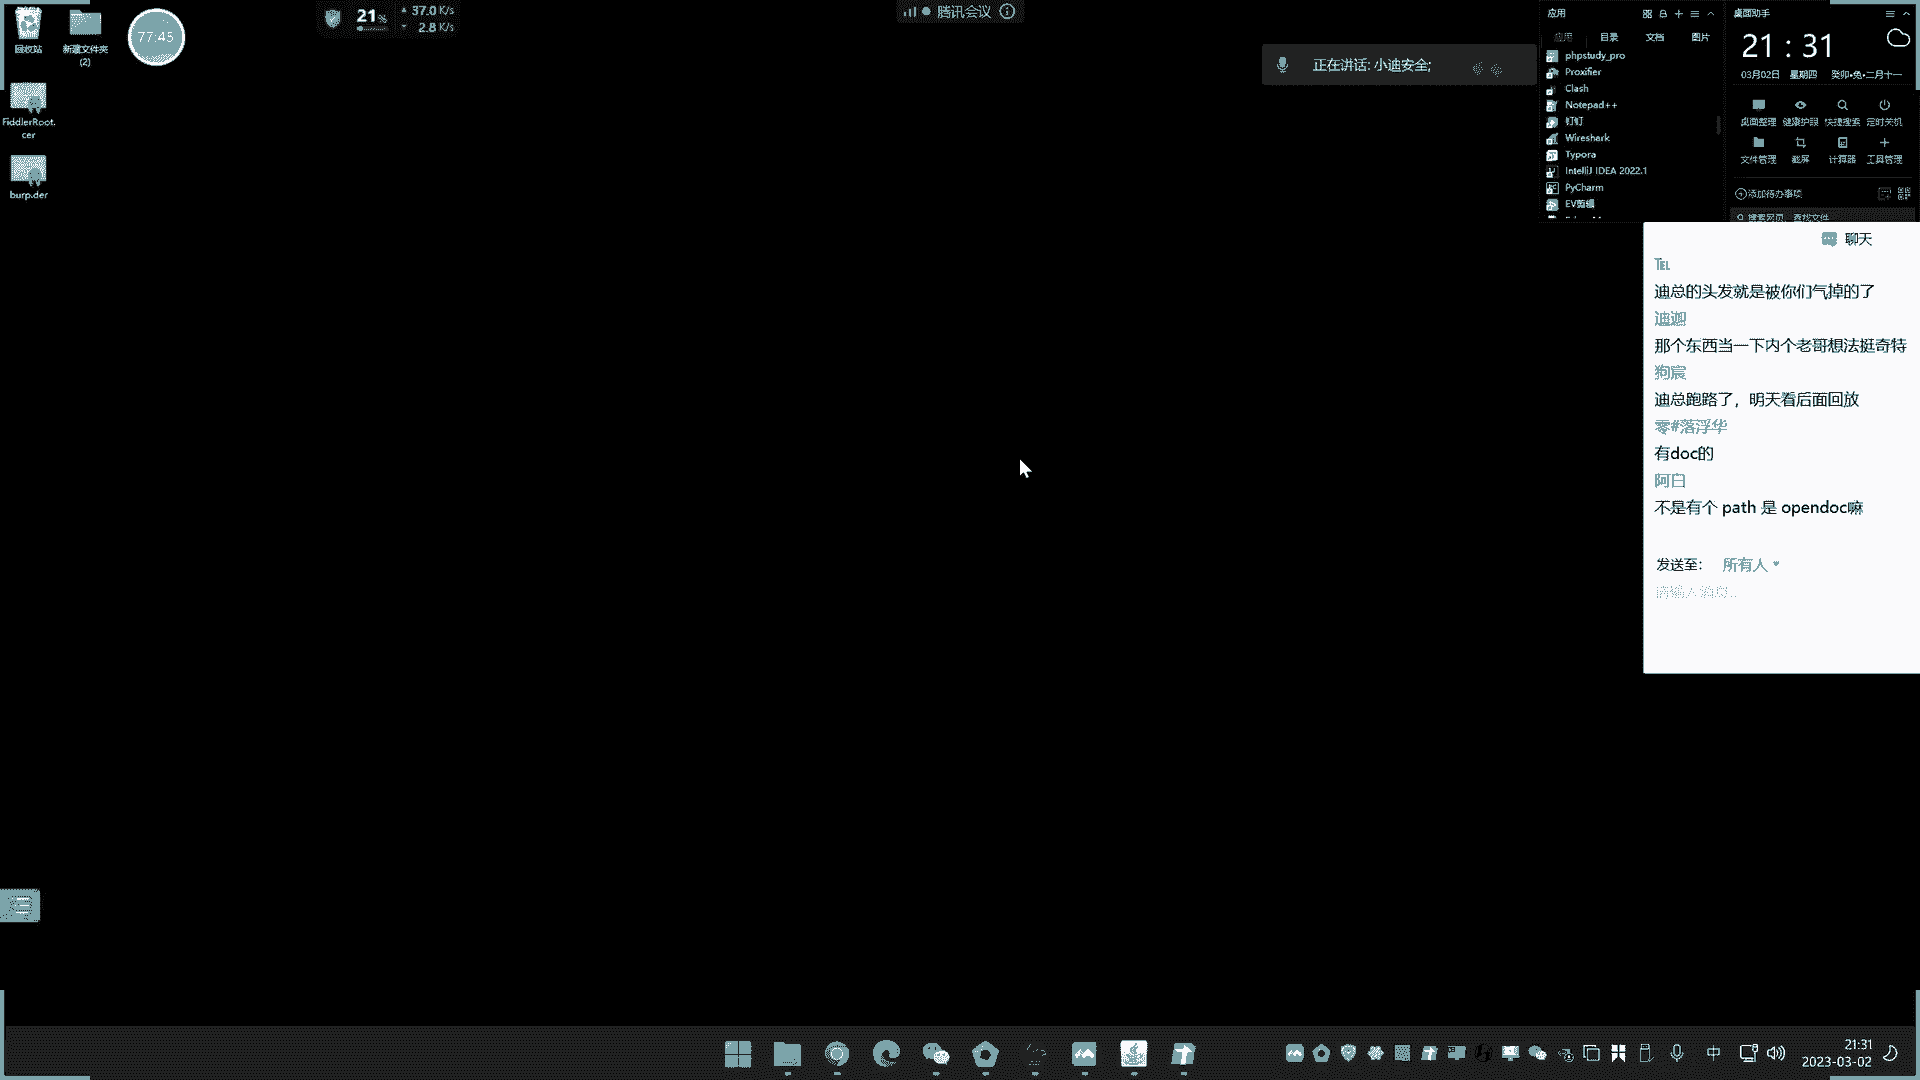 回收站
新建文件夹
(2)
77:45
21%
37.0 K/s
2.8 K/s
腾讯会议
FiddlerRoot.
cer
burp.der
正在讲话: 小迪安全;
应用
应用 目录 文档 图片
phpstudy_pro
Proxifier
Clash
Notepad++
钉钉
Wireshark
Typora
IntelliJ IDEA 2022.1
PyCharm
EV剪辑
桌面助手
21 : 31
03月02日 星期四 癸卯•兔•二月十一
桌面整理 健康护眼 快捷搜索 定时关机
文件管理 截屏 计算器 工具管理
添加待办事项
搜索网页、查找文件
聊天
TEL
迪总的头发就是被你们气掉的了
迪迦
那个东西当一下内个老哥想法挺奇特
狗宸
迪总跑路了，明天看后面回放
零#落浮华
有doc的
阿白
不是有个 path 是 opendoc嘛
发送至: 所有人
请输入消息...
中
21:31
2023-03-02